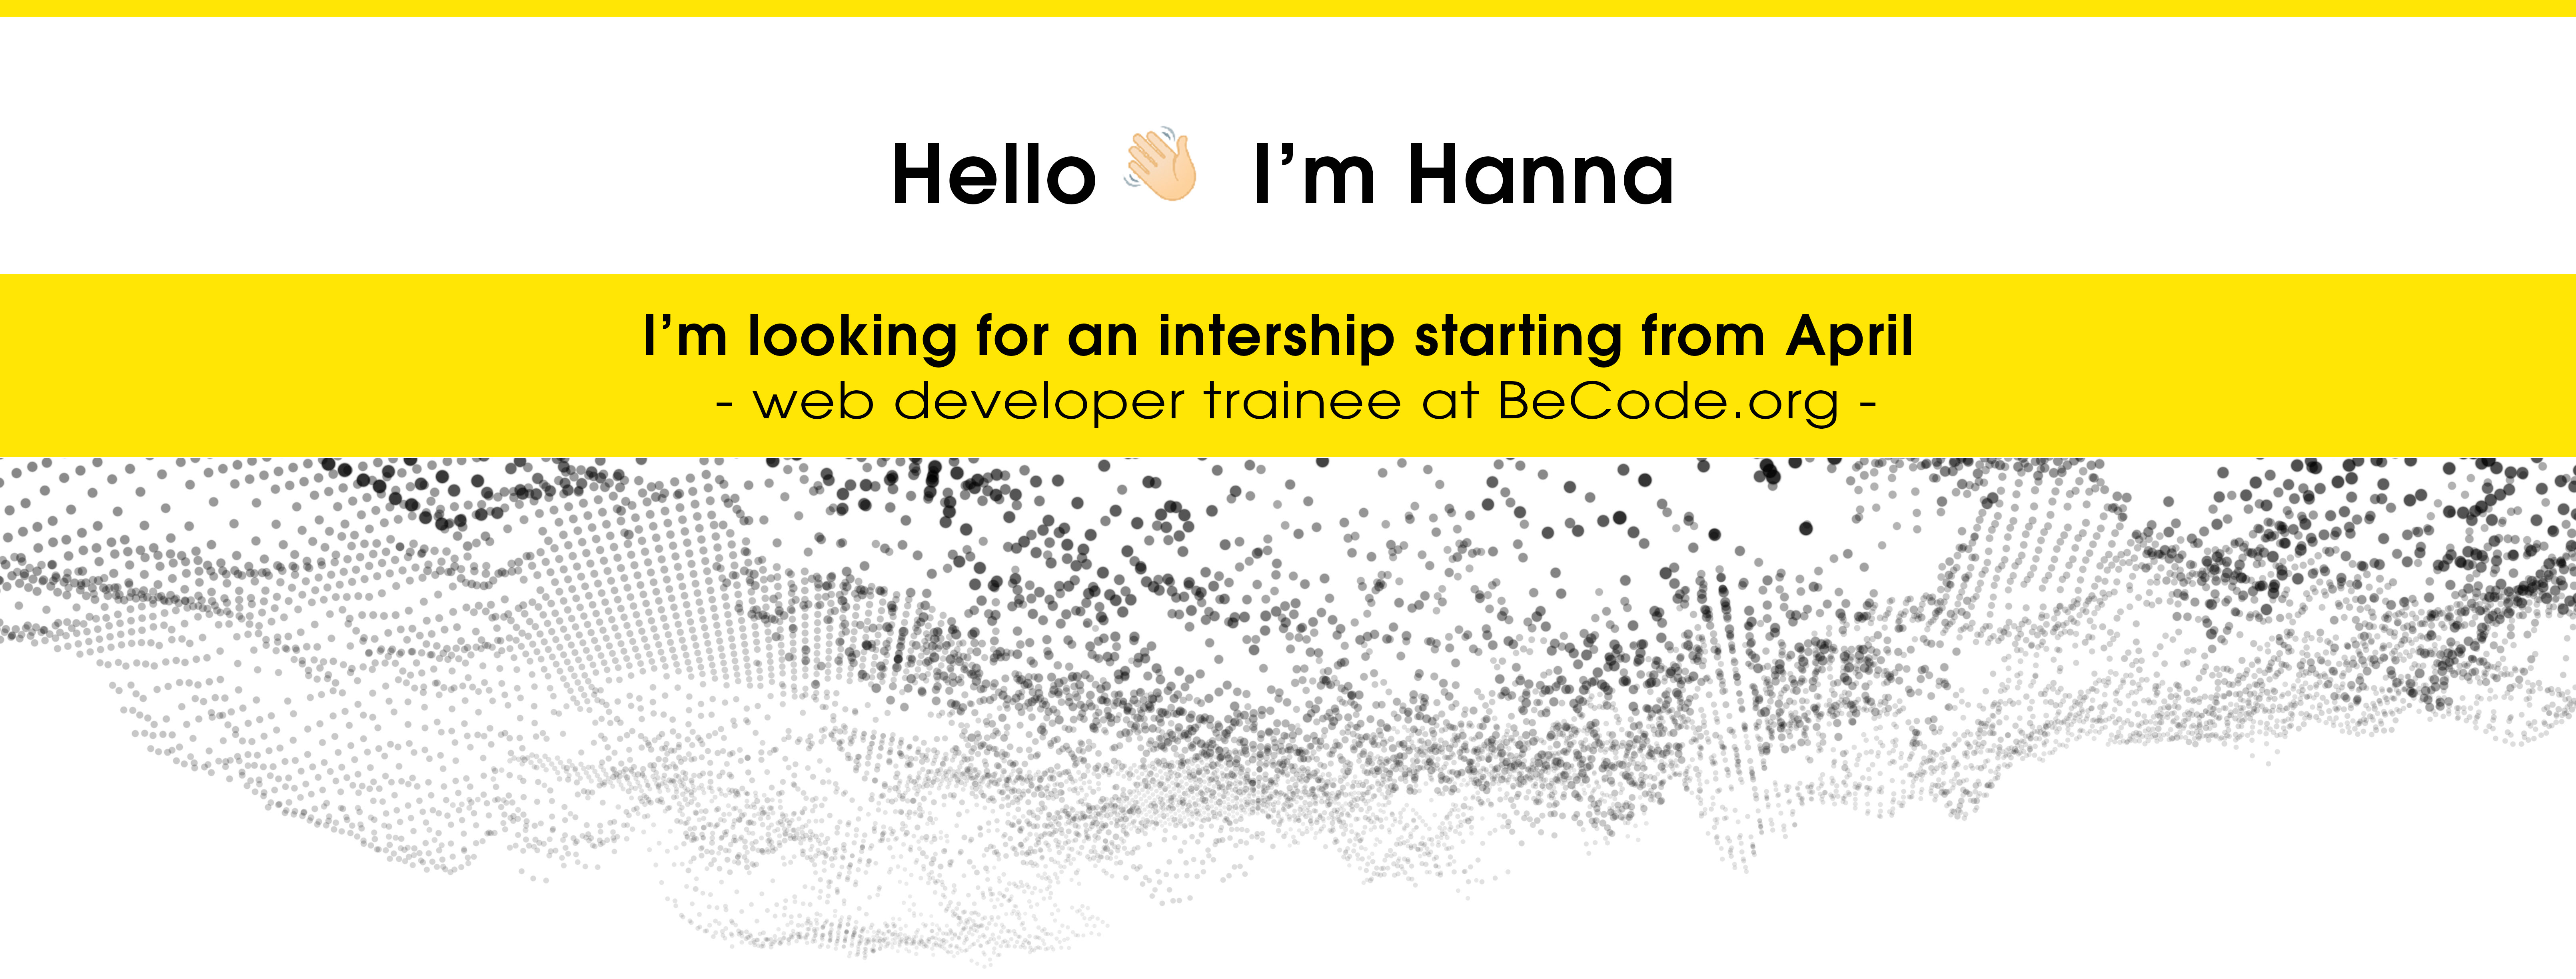 Hello 👋🏻 I’m Hanna
I’m looking for an intership starting from April
- web developer trainee at BeCode.org -